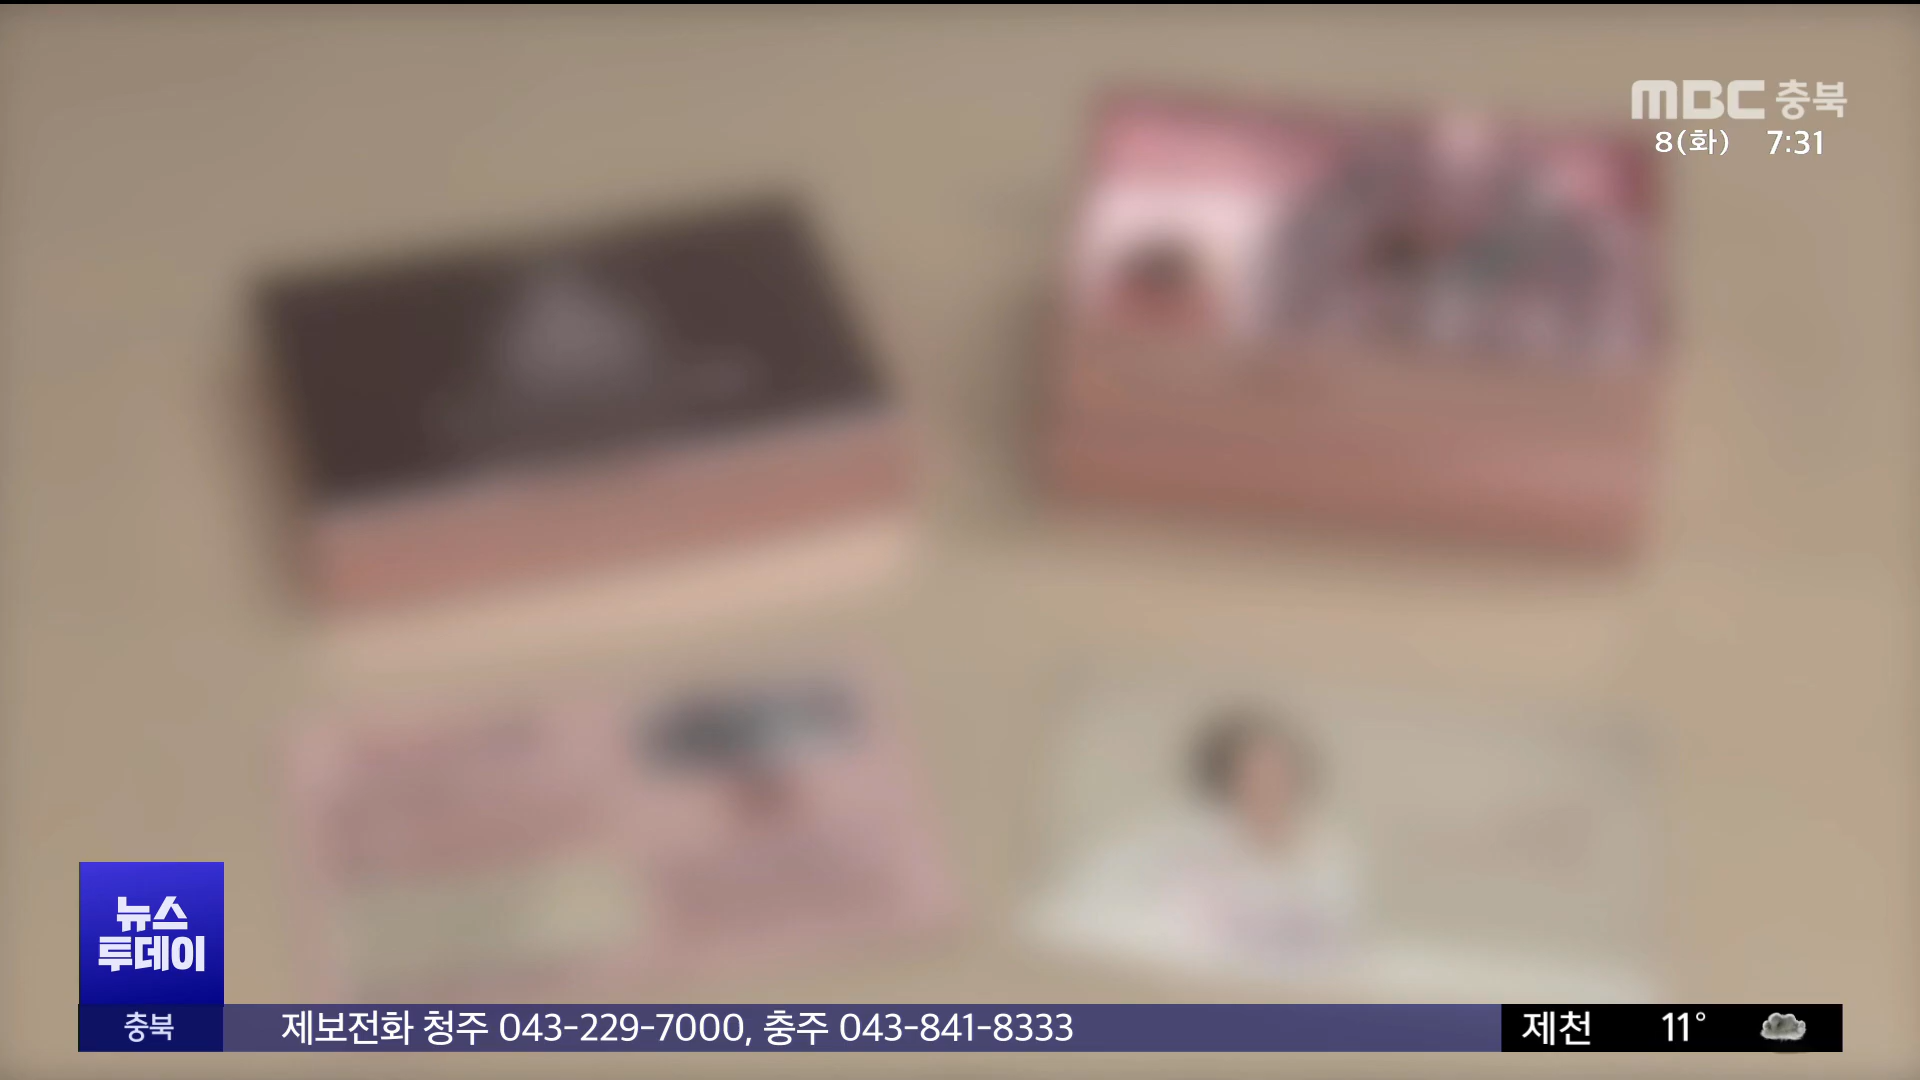 MBC 충북
8(화) 7:31
뉴스
투데이
충북 제보전화 청주 043-229-7000, 충주 043-841-8333 제천 11°